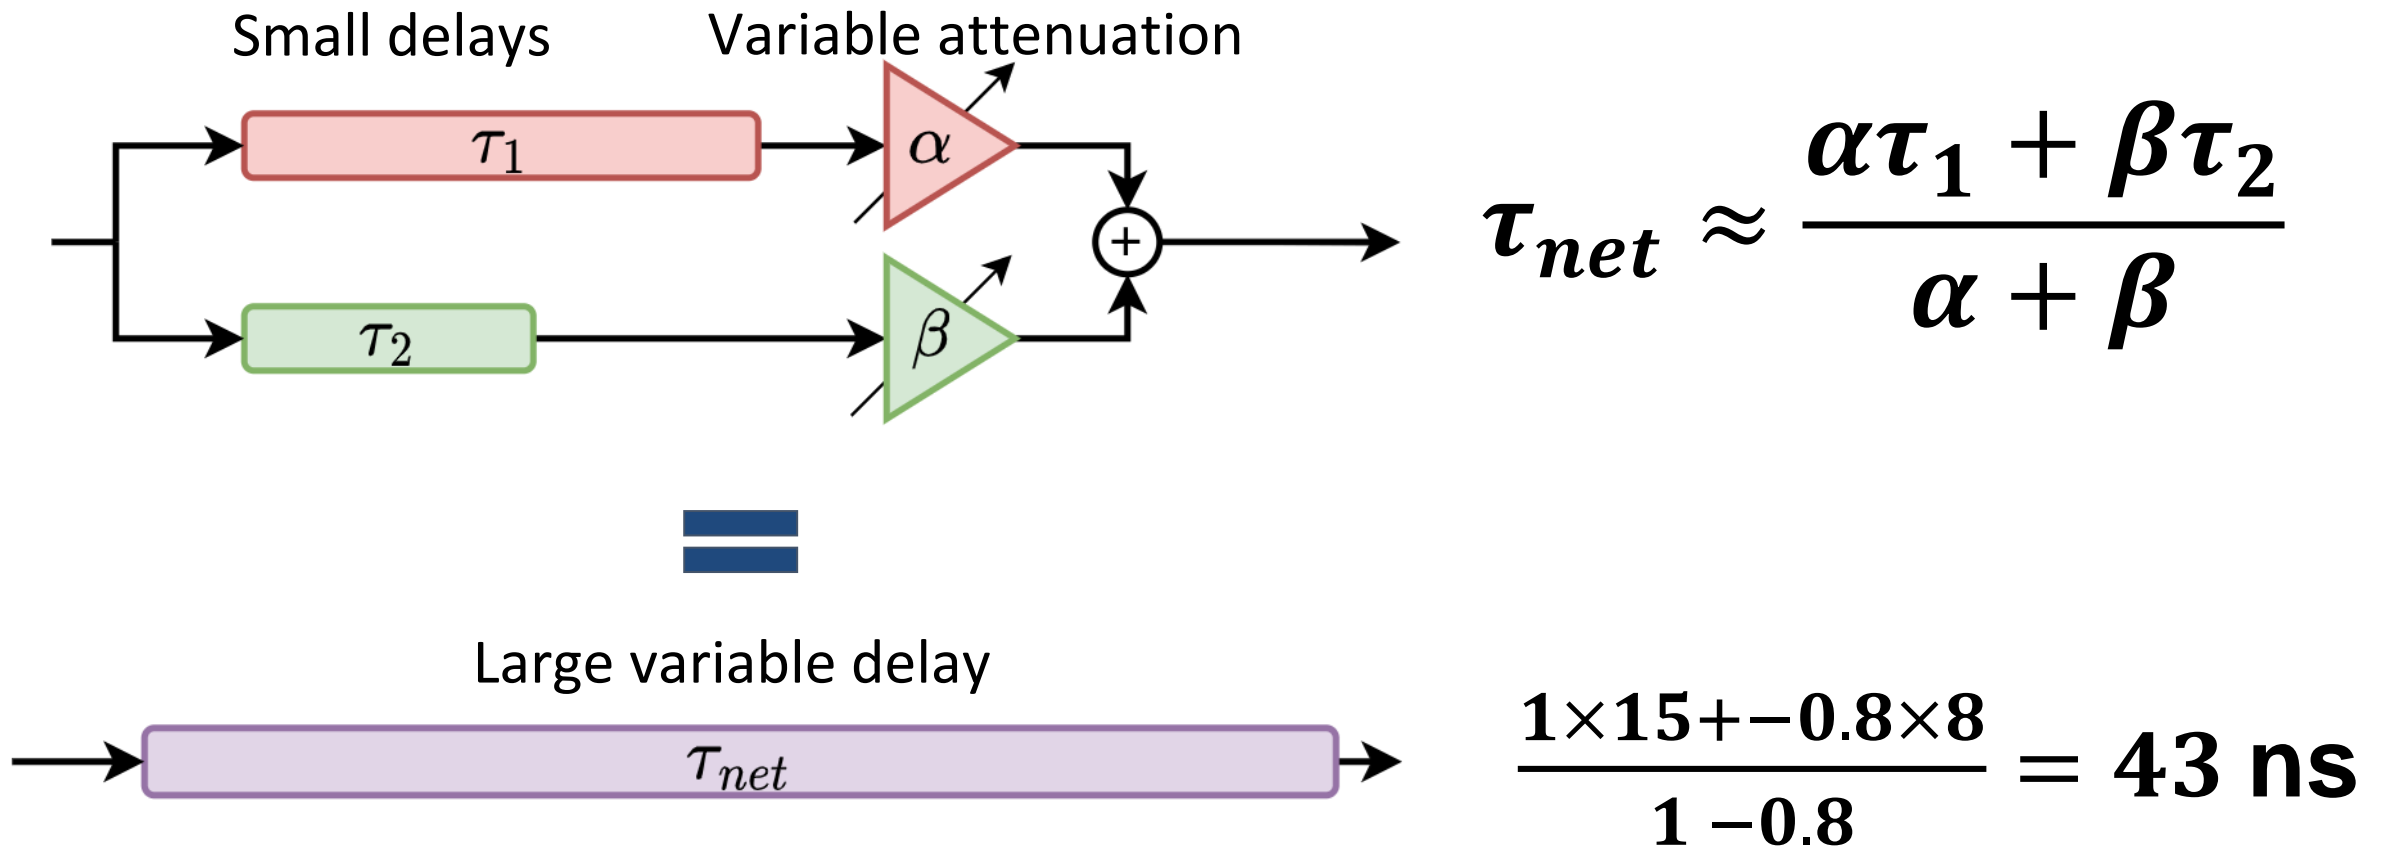 Small delays
Variable attenuation
τ₁
α
τ₂
β
+
τₙₑₜ ≈ (ατ₁ + βτ₂) / (α + β)
Large variable delay
τₙₑₜ
(1×15+−0.8×8) / (1 −0.8) = 43 ns